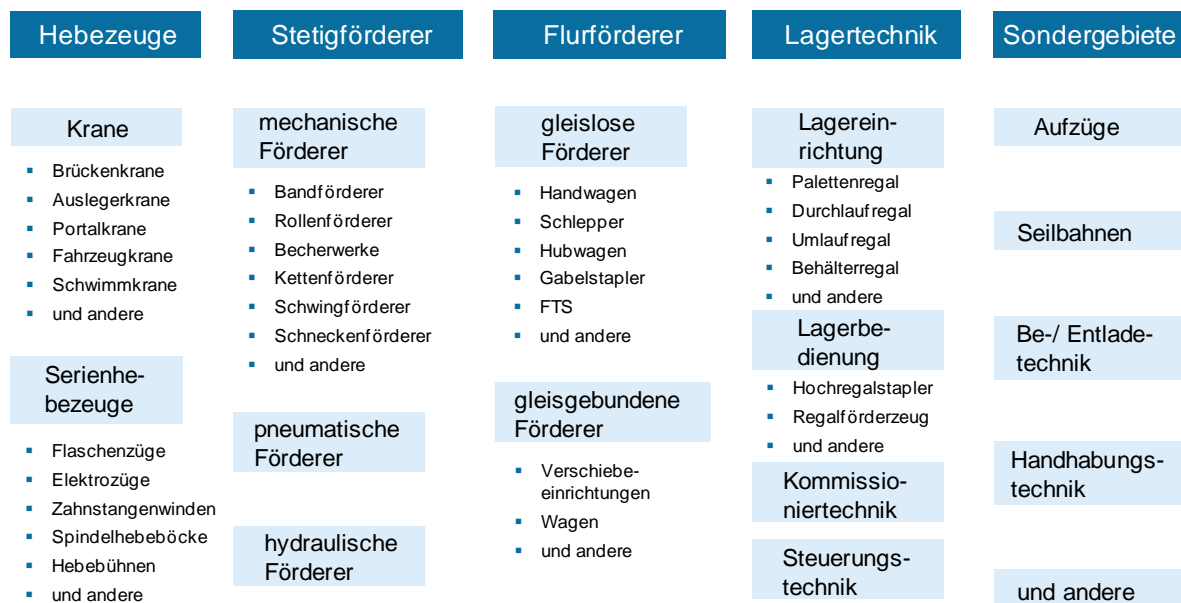 Hebezeuge
Krane
▪ Brückenkrane
▪ Auslegerkrane
▪ Portalkrane
▪ Fahrzeugkrane
▪ Schwimmkrane
▪ und andere
Serienhe-
bezeuge
▪ Flaschenzüge
▪ Elektrozüge
▪ Zahnstangenwinden
▪ Spindelhebeböcke
▪ Hebebühnen
▪ und andere
Stetigförderer
mechanische
Förderer
▪ Bandförderer
▪ Rollenförderer
▪ Becherwerke
▪ Kettenförderer
▪ Schwingförderer
▪ Schneckenförderer
▪ und andere
pneumatische
Förderer
hydraulische
Förderer
Flurförderer
gleislose
Förderer
▪ Handwagen
▪ Schlepper
▪ Hubwagen
▪ Gabelstapler
▪ FTS
▪ und andere
gleisgebundene
Förderer
▪ Verschiebe-
einrichtungen
▪ Wagen
▪ und andere
Lagertechnik
Lagerein-
richtung
▪ Palettenregal
▪ Durchlaufregal
▪ Umlaufregal
▪ Behälterregal
▪ und andere
Lagerbe-
dienung
▪ Hochregalstapler
▪ Regalförderzeug
▪ und andere
Kommissio-
niertechnik
Steuerungs-
technik
Sondergebiete
Aufzüge
Seilbahnen
Be-/ Entlade-
technik
Handhabungs-
technik
und andere